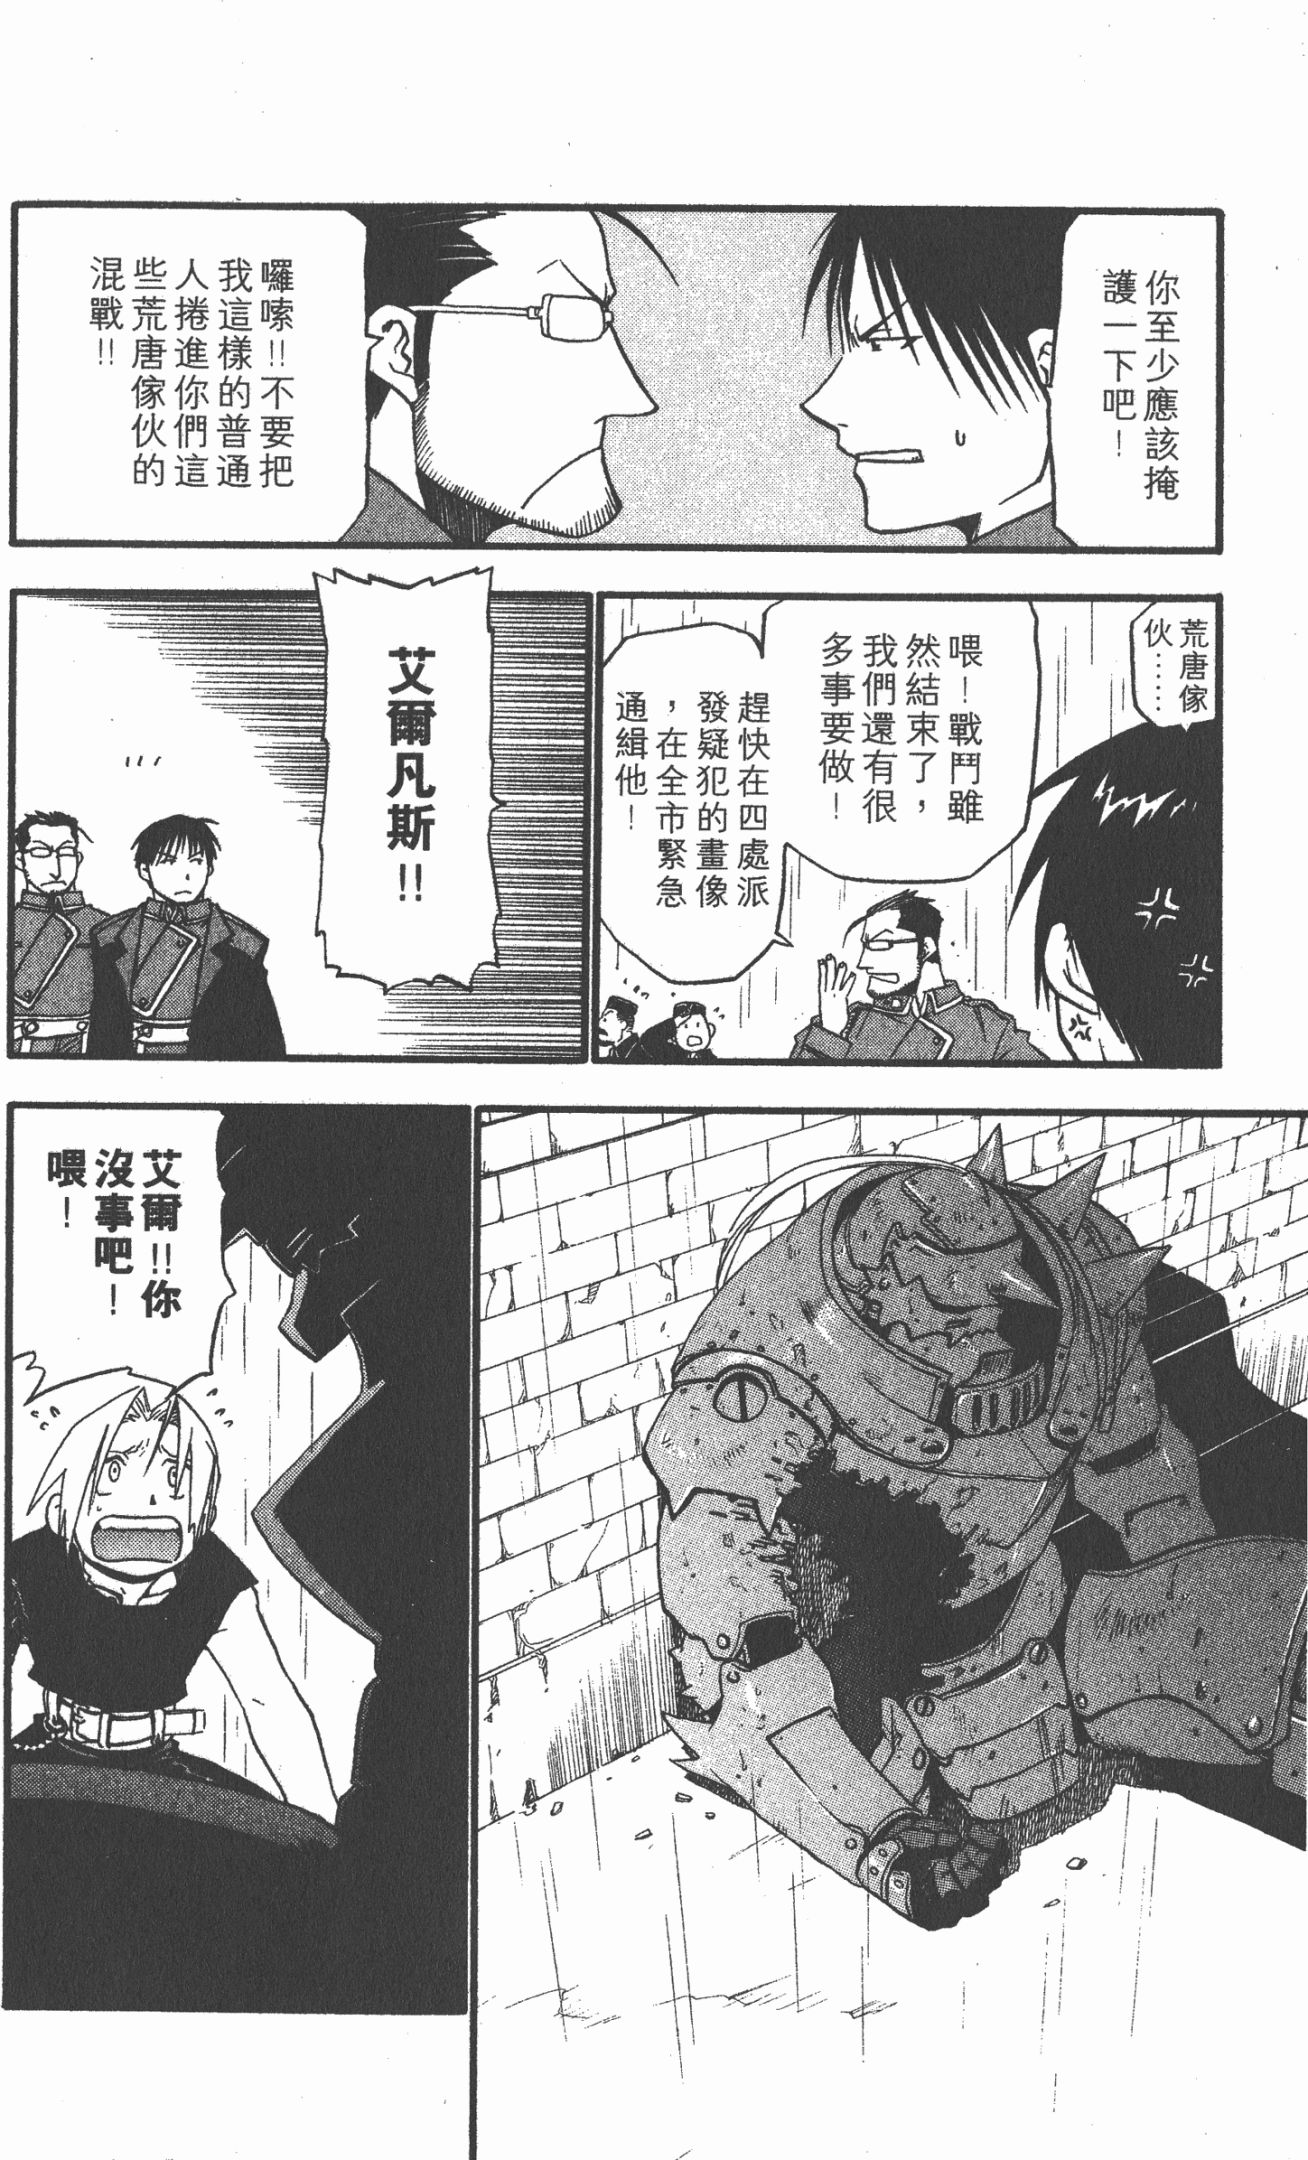 你至少應該掩
護一下吧！
囉嗦!!不要把
我這樣的普通
人捲進你們這
些荒唐傢伙的
混戰!!
荒唐傢
伙……
喂！戰鬥雖
然結束了，
我們還有很
多事要做！
趕快在四處派
發疑犯的畫像
，在全市緊急
通緝他！
艾爾凡斯!!
艾爾!!你
沒事吧！
喂！